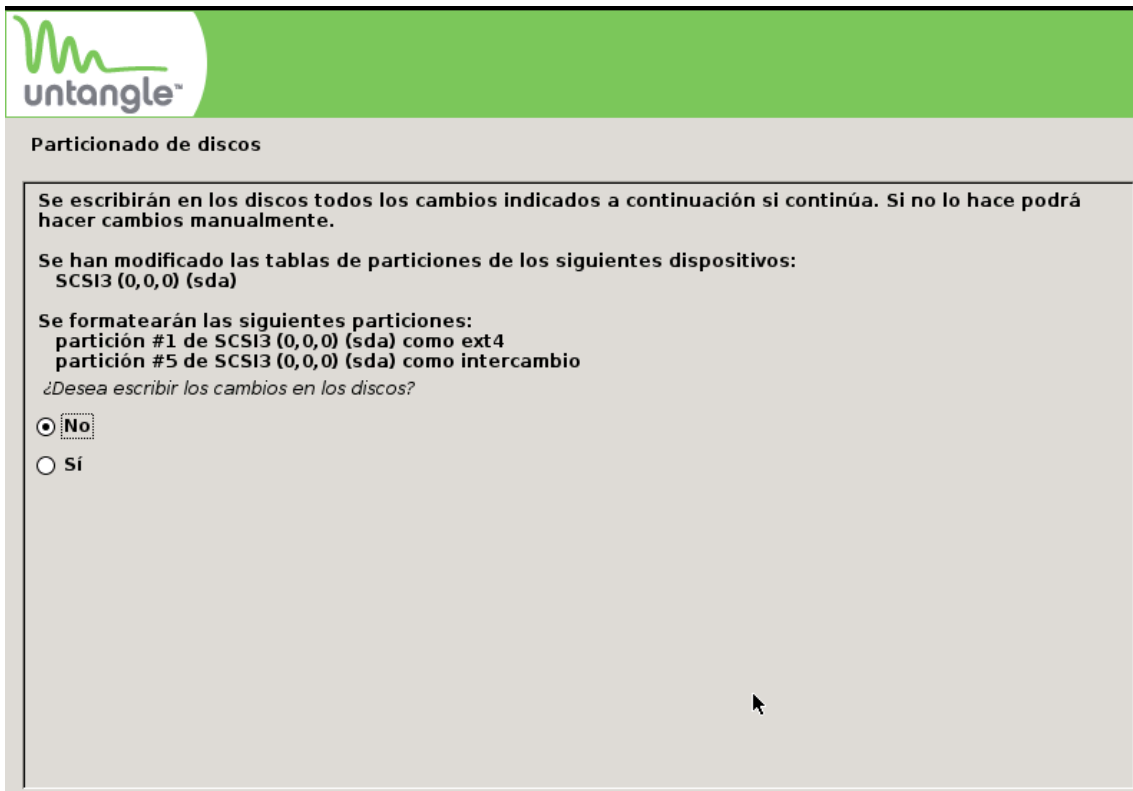 untangle™
Particionado de discos
Se escribirán en los discos todos los cambios indicados a continuación si continúa. Si no lo hace podrá
hacer cambios manualmente.
Se han modificado las tablas de particiones de los siguientes dispositivos:
SCSI3 (0,0,0) (sda)
Se formatearán las siguientes particiones:
partición #1 de SCSI3 (0,0,0) (sda) como ext4
partición #5 de SCSI3 (0,0,0) (sda) como intercambio
¿Desea escribir los cambios en los discos?
No
Sí